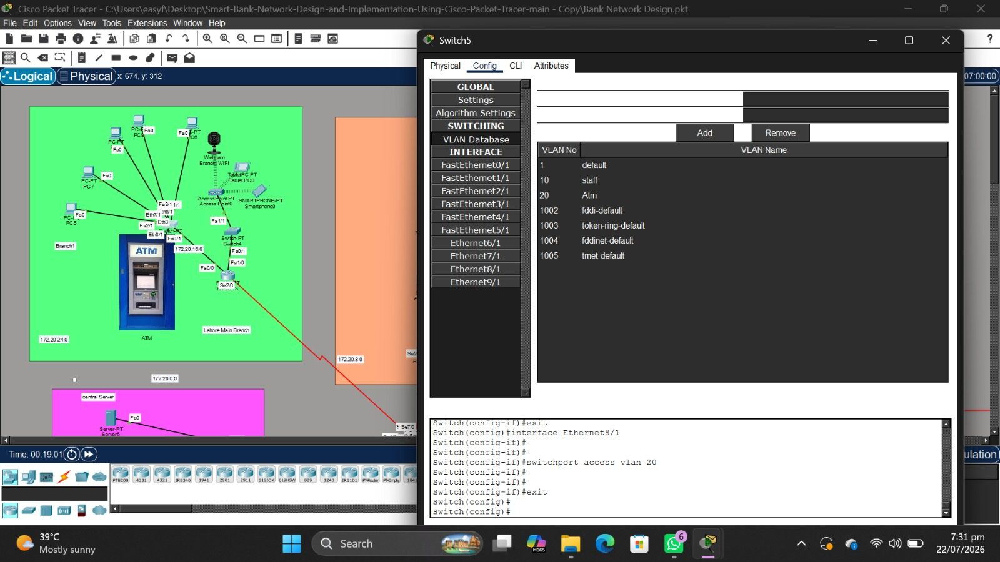 Cisco Packet Tracer - C:\Users\easyf\Desktop\Smart-Bank-Network-Design-and-Implementation-Using-Cisco-Packet-Tracer-main - Copy\Bank Network Design.pkt
File Edit Options View Tools Extensions Window Help
?
Logical Physical x: 674, y: 312
07:00:00
Fa0
Fa0
C6
PC-PT
Fa0
Webcam
Branch1WiFi
Fa0
PC-PT
PC7
TabletPC-PT
Tablet PC0
AccessPoint-PT
Access Point0
SMARTPHONE-PT
Smartphone0
Fa3/1 1/1
Eth6/1
Eth7/1
Eth3
Fa0
PC5
Fa2/1
Fa1/1
Eth8/1
Fa0/1
Switch-PT
Switch4
Branch1
ATM
172.20.16.0
Fa0/1
Fa1/0
Fa0/0
Se2/0
Lahore Main Branch
ATM
172.20.24.0
172.20.8.0
Se2
172.20.0.0
central Server
Fa0
Server-PT
Server5
Se7/0
Time: 00:19:01
ulation
PT8200 4331 4321 IR8340 1941 2901 2911 819IOX 819HGW 829 1240 IR1101 PT-Router PT-Empty 1841
Switch5
Physical Config CLI Attributes
GLOBAL
Settings
Algorithm Settings
SWITCHING
VLAN Database
INTERFACE
FastEthernet0/1
FastEthernet1/1
FastEthernet2/1
FastEthernet3/1
FastEthernet4/1
FastEthernet5/1
Ethernet6/1
Ethernet7/1
Ethernet8/1
Ethernet9/1
Add Remove
VLAN No VLAN Name
1 default
10 staff
20 Atm
1002 fddi-default
1003 token-ring-default
1004 fddinet-default
1005 trnet-default
Switch(config-if)#exit
Switch(config)#interface Ethernet8/1
Switch(config-if)#
Switch(config-if)#
Switch(config-if)#switchport access vlan 20
Switch(config-if)#
Switch(config-if)#
Switch(config-if)#exit
Switch(config)#
Switch(config)#
39°C
Mostly sunny
Search
M365
6
7:31 pm
22/07/2026